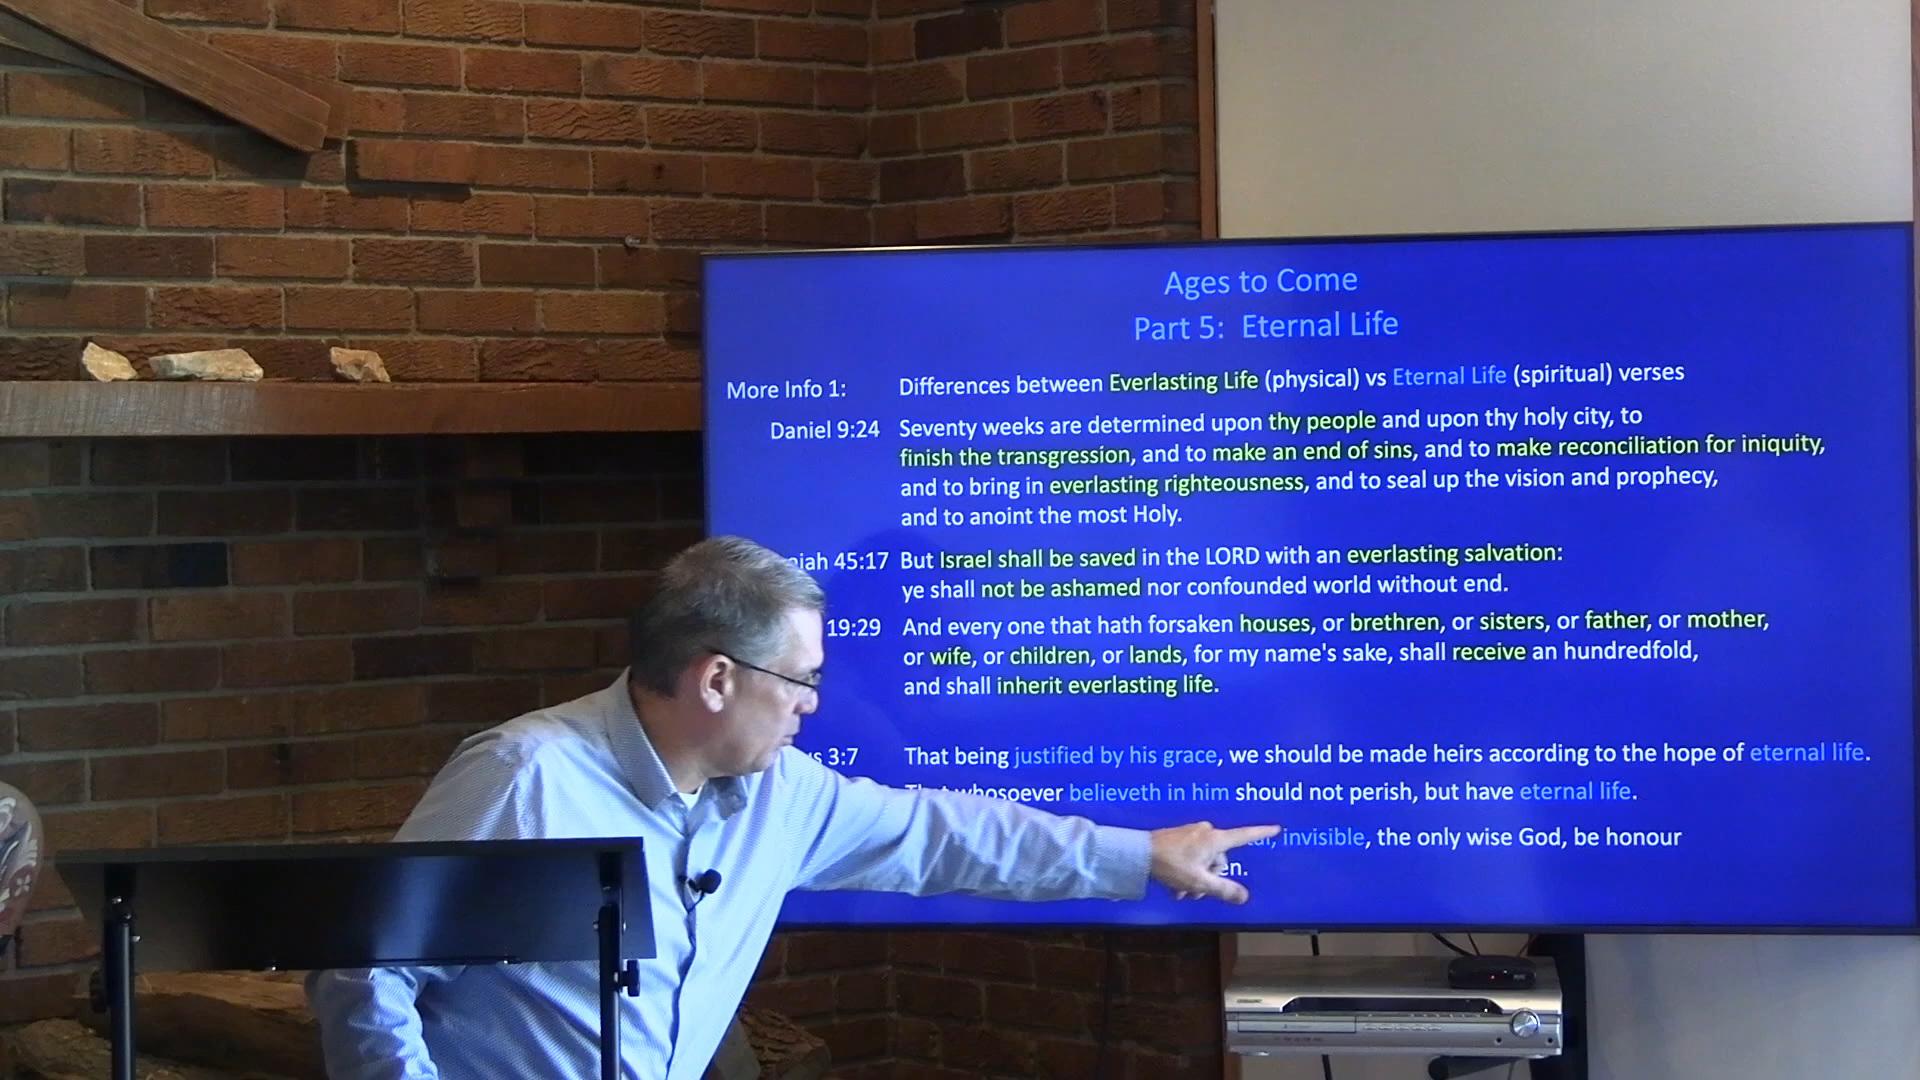 Ages to Come
Part 5: Eternal Life
More Info 1: Differences between Everlasting Life (physical) vs Eternal Life (spiritual) verses
Daniel 9:24 Seventy weeks are determined upon thy people and upon thy holy city, to
finish the transgression, and to make an end of sins, and to make reconciliation for iniquity,
and to bring in everlasting righteousness, and to seal up the vision and prophecy,
and to anoint the most Holy.
45:17 But Israel shall be saved in the LORD with an everlasting salvation:
ye shall not be ashamed nor confounded world without end.
19:29 And every one that hath forsaken houses, or brethren, or sisters, or father, or mother,
or wife, or children, or lands, for my name's sake, shall receive an hundredfold,
and shall inherit everlasting life.
3:7 That being justified by his grace, we should be made heirs according to the hope of eternal life.
whosoever believeth in him should not perish, but have eternal life.
invisible, the only wise God, be honour